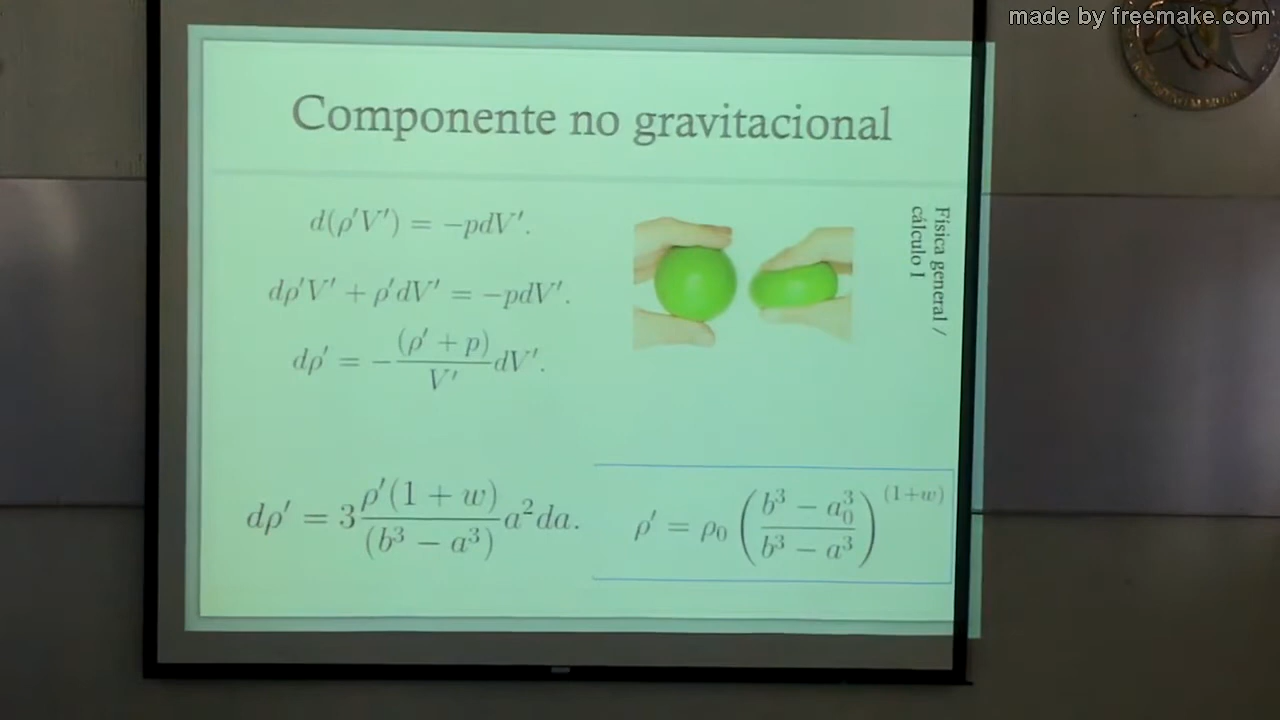 made by freemake.com
Componente no gravitacional
d(ρ′V′) = −pdV′.
dρ′V′ + ρ′dV′ = −pdV′.
dρ′ = −(ρ′ + p)/V′ dV′.
Física general /
cálculo I
dρ′ = 3 ρ′(1 + w)/(b³ − a³) a²da.
ρ′ = ρ₀ ((b³ − a₀³)/(b³ − a³))^(1+w)